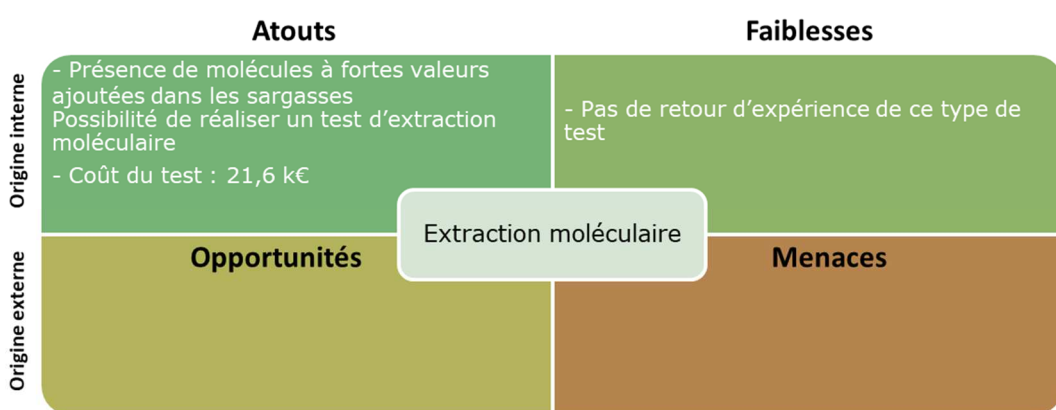 Atouts
Faiblesses
Origine interne
- Présence de molécules à fortes valeurs
ajoutées dans les sargasses
Possibilité de réaliser un test d’extraction
moléculaire
- Coût du test : 21,6 k€
- Pas de retour d’expérience de ce type de
test
Extraction moléculaire
Origine externe
Opportunités
Menaces